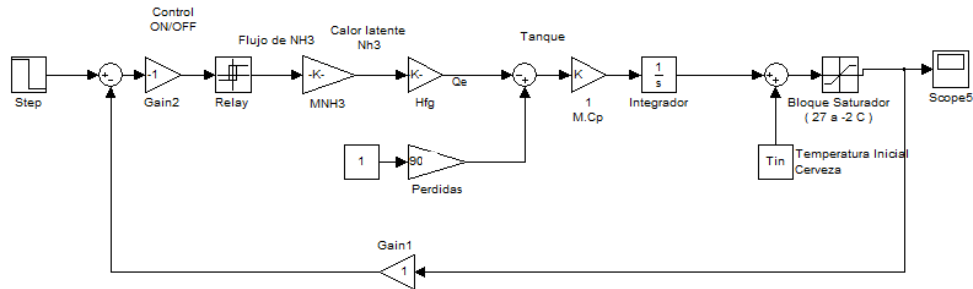 Control
ON/OFF
Flujo de NH3
Calor latente
Nh3
Tanque
Step
-1
Gain2
Relay
-K-
MNH3
-K-
Hfg
Qe
K
1
M.Cp
1
s
Integrador
Bloque Saturador
( 27 a -2 C )
Scope5
1
90
Perdidas
Tin
Temperatura Inicial
Cerveza
Gain1
1